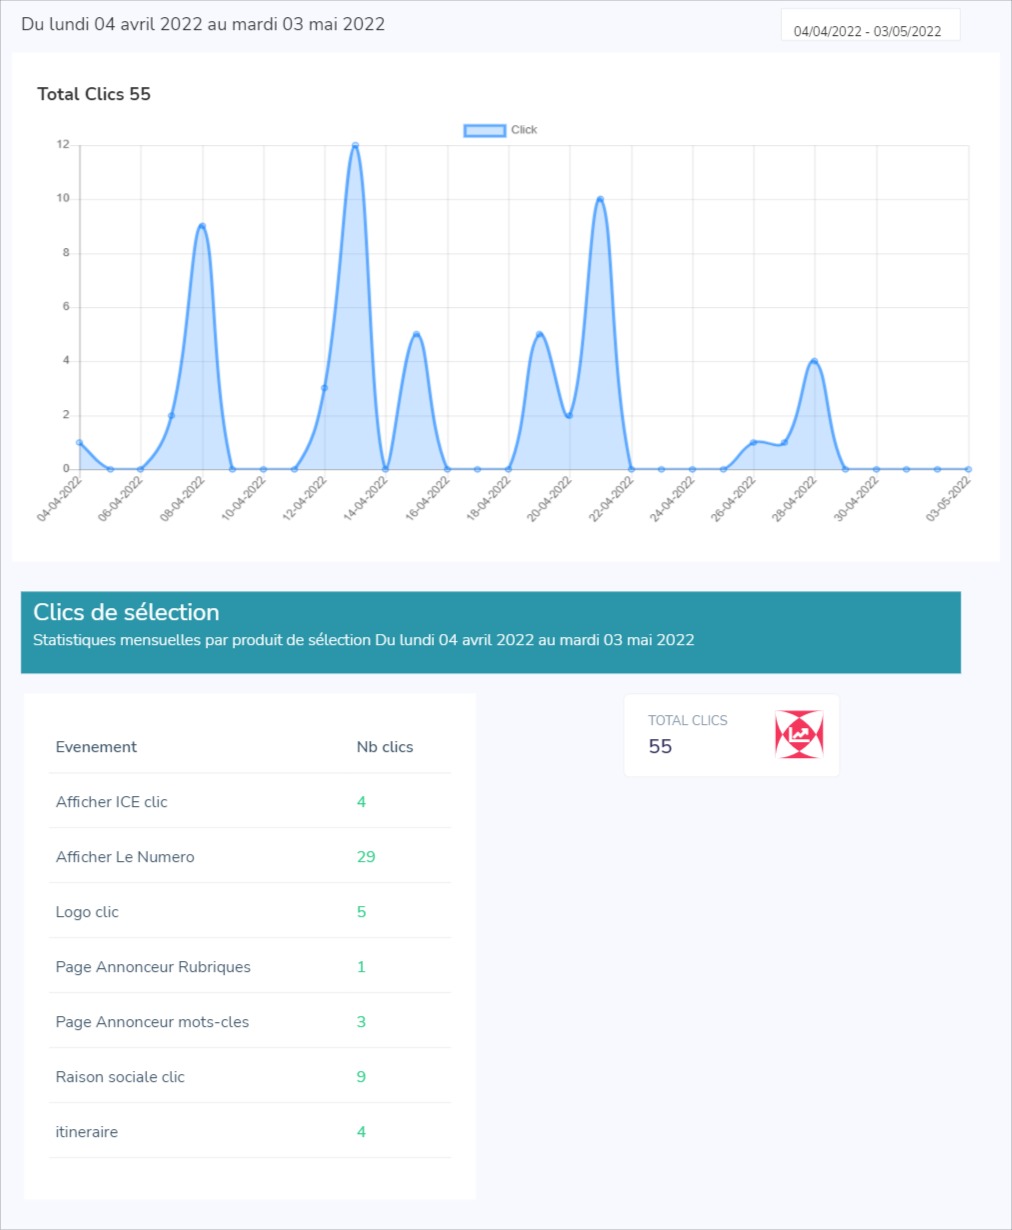 Du lundi 04 avril 2022 au mardi 03 mai 2022
04/04/2022 - 03/05/2022
Total Clics 55
Click
12
10
8
6
4
2
0
04-04-2022
06-04-2022
08-04-2022
10-04-2022
12-04-2022
14-04-2022
16-04-2022
18-04-2022
20-04-2022
22-04-2022
24-04-2022
26-04-2022
28-04-2022
30-04-2022
03-05-2022
Clics de sélection
Statistiques mensuelles par produit de sélection Du lundi 04 avril 2022 au mardi 03 mai 2022
TOTAL CLICS
55
Evenement Nb clics
Afficher ICE clic 4
Afficher Le Numero 29
Logo clic 5
Page Annonceur Rubriques 1
Page Annonceur mots-cles 3
Raison sociale clic 9
itineraire 4